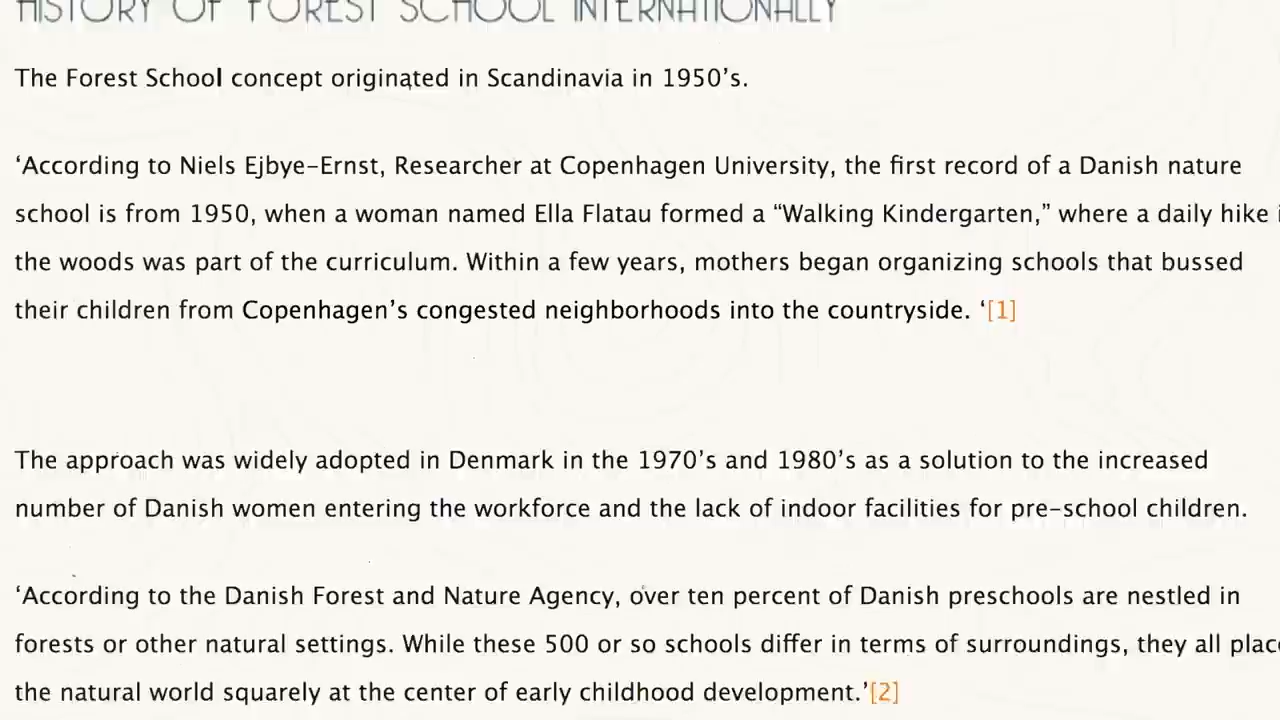 HISTORY OF FOREST SCHOOL INTERNATIONALLY
The Forest School concept originated in Scandinavia in 1950’s.
‘According to Niels Ejbye-Ernst, Researcher at Copenhagen University, the first record of a Danish nature
school is from 1950, when a woman named Ella Flatau formed a “Walking Kindergarten,” where a daily hike
the woods was part of the curriculum. Within a few years, mothers began organizing schools that bussed
their children from Copenhagen’s congested neighborhoods into the countryside. ‘[1]
The approach was widely adopted in Denmark in the 1970’s and 1980’s as a solution to the increased
number of Danish women entering the workforce and the lack of indoor facilities for pre-school children.
‘According to the Danish Forest and Nature Agency, over ten percent of Danish preschools are nestled in
forests or other natural settings. While these 500 or so schools differ in terms of surroundings, they all place
the natural world squarely at the center of early childhood development.’[2]